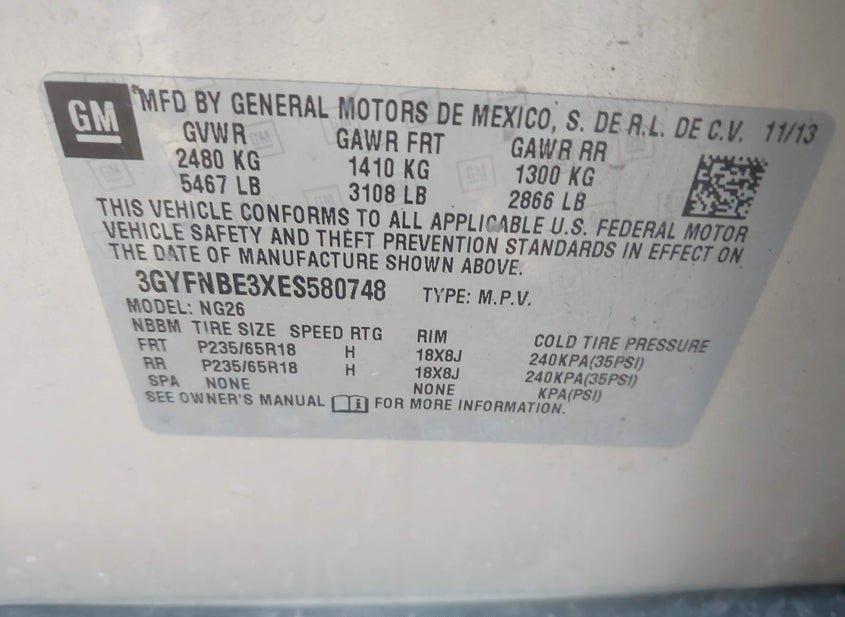 GM
MFD BY GENERAL MOTORS DE MEXICO, S. DE R.L. DE C.V. 11/13
GVWR GAWR FRT GAWR RR
2480 KG 1410 KG 1300 KG
5467 LB 3108 LB 2866 LB
THIS VEHICLE CONFORMS TO ALL APPLICABLE U.S. FEDERAL MOTOR
VEHICLE SAFETY AND THEFT PREVENTION STANDARDS IN EFFECT ON
THE DATE OF MANUFACTURE SHOWN ABOVE.
3GYFNBE3XES580748 TYPE: M.P.V.
MODEL: NG26
NBBM TIRE SIZE SPEED RTG RIM COLD TIRE PRESSURE
FRT P235/65R18 H 18X8J 240KPA(35PSI)
RR P235/65R18 H 18X8J 240KPA(35PSI)
SPA NONE NONE KPA(PSI)
SEE OWNER'S MANUAL FOR MORE INFORMATION.